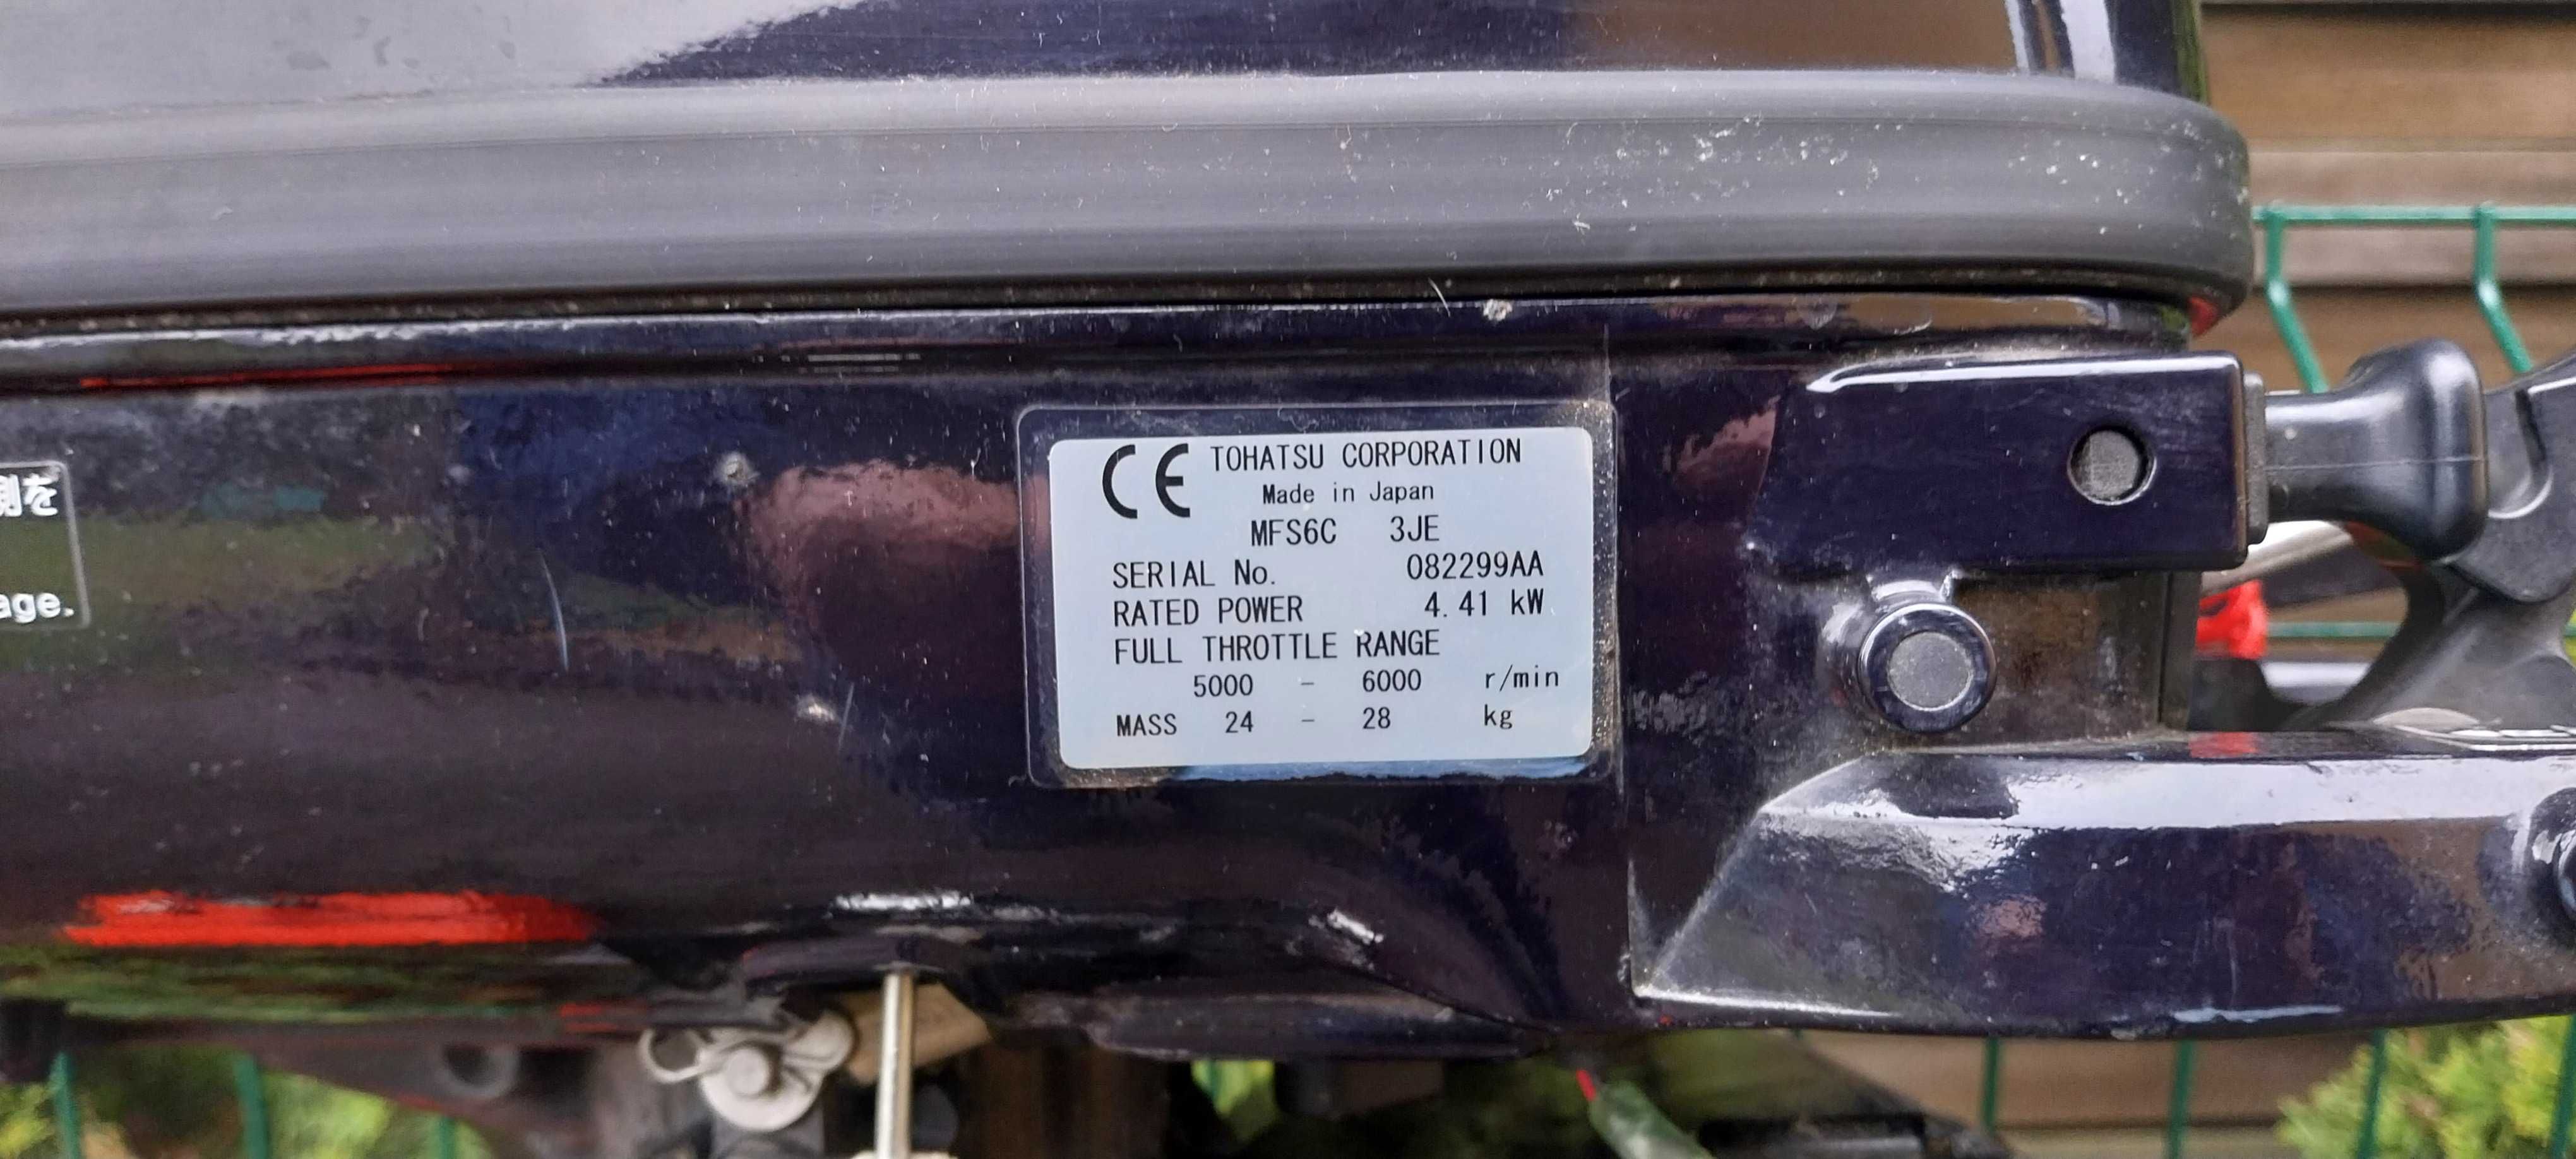 側を
age.
CE TOHATSU CORPORATION
Made in Japan
MFS6C 3JE
SERIAL No. 082299AA
RATED POWER 4.41 kW
FULL THROTTLE RANGE
5000 - 6000 r/min
MASS 24 - 28 kg